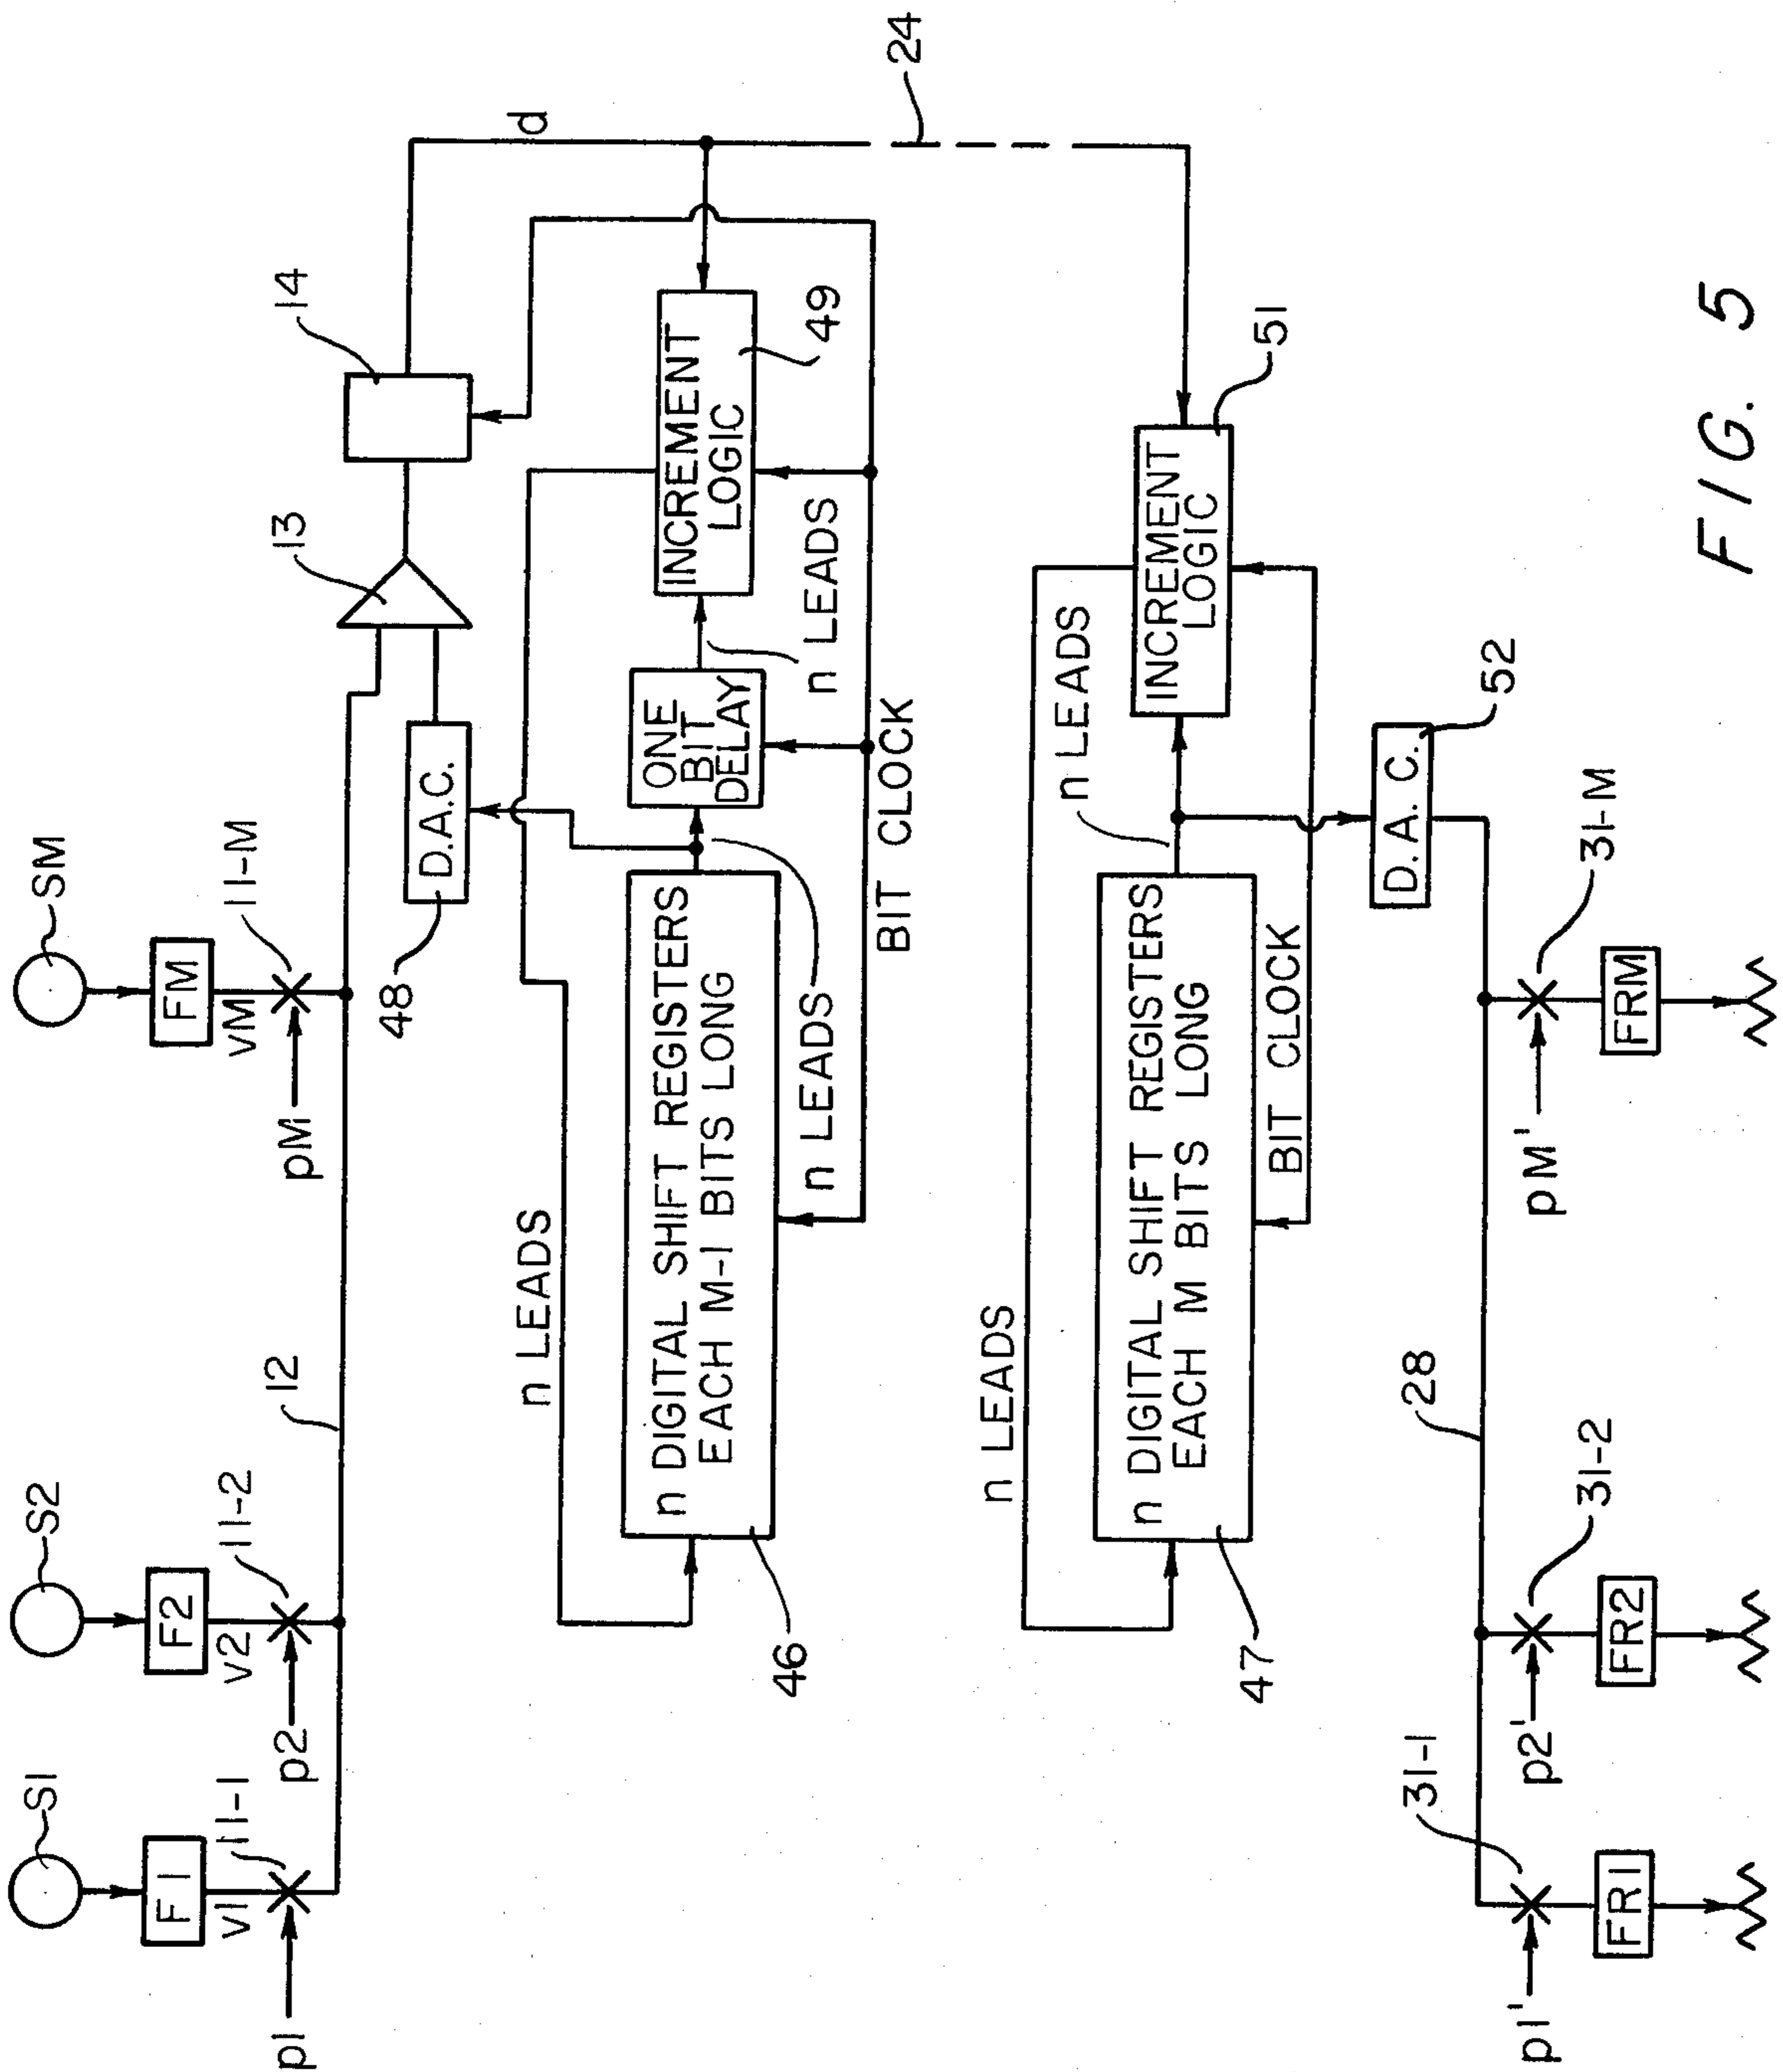 S1
S2
SM
F1
F2
FM
v1
v2
vM
11-1
11-2
11-M
p1
p2
pM
12
13
14
d
D.A.C.
48
n LEADS
n DIGITAL SHIFT REGISTERS
EACH M-1 BITS LONG
46
n LEADS
ONE
BIT
DELAY
n LEADS
INCREMENT
LOGIC
49
BIT CLOCK
24
n LEADS
n DIGITAL SHIFT REGISTERS
EACH M BITS LONG
47
n LEADS
INCREMENT
LOGIC
51
BIT CLOCK
D.A.C.
52
28
31-1
31-2
31-M
p1'
p2'
pM'
FR1
FR2
FRM
FIG. 5